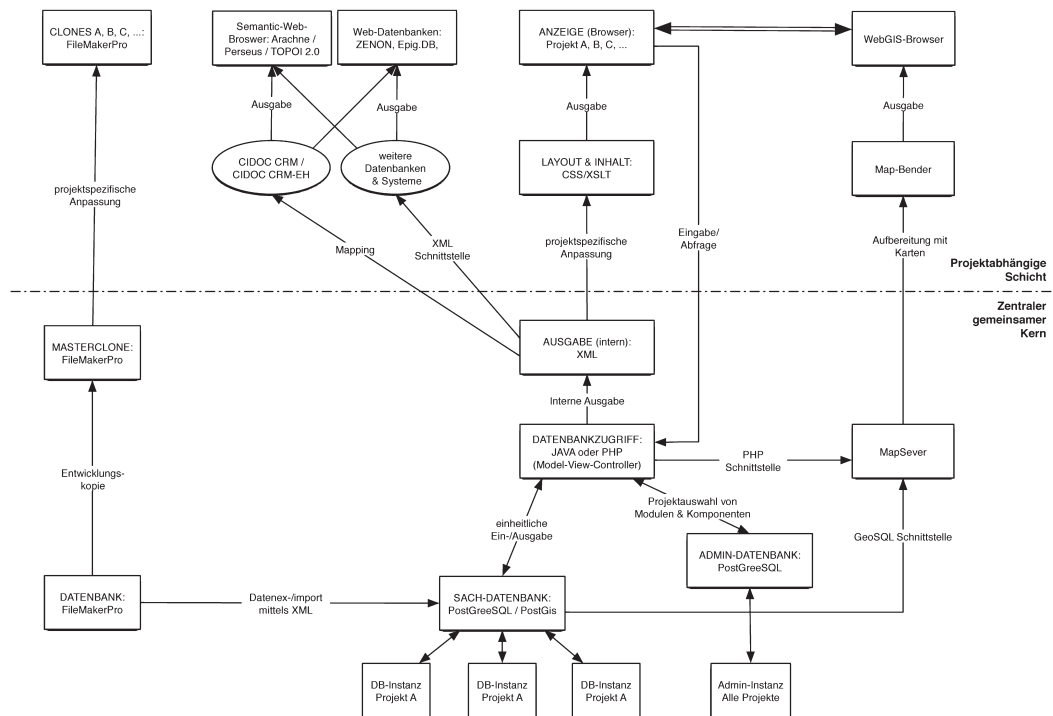 CLONES A, B, C, ...:
FileMakerPro
Semantic-Web-
Broswer: Arachne /
Perseus / TOPOI 2.0
Web-Datenbanken:
ZENON, Epig.DB,
ANZEIGE (Browser):
Projekt A, B, C, ...
WebGIS-Browser
Ausgabe
Ausgabe
Ausgabe
Ausgabe
CIDOC CRM /
CIDOC CRM-EH
weitere
Datenbanken
& Systeme
LAYOUT & INHALT:
CSS/XSLT
Map-Bender
projektspezifische
Anpassung
Mapping
XML
Schnittstelle
projektspezifische
Anpassung
Eingabe/
Abfrage
Aufbereitung mit
Karten
Projektabhängige
Schicht
Zentraler
gemeinsamer
Kern
MASTERCLONE:
FileMakerPro
AUSGABE (intern):
XML
Interne Ausgabe
DATENBANKZUGRIFF:
JAVA oder PHP
(Model-View-Controller)
PHP
Schnittstelle
MapSever
Entwicklungs-
kopie
einheitliche
Ein-/Ausgabe
Projektauswahl von
Modulen & Komponenten
GeoSQL Schnittstelle
ADMIN-DATENBANK:
PostGreeSQL
DATENBANK:
FileMakerPro
Datenex-/import
mittels XML
SACH-DATENBANK:
PostGreeSQL / PostGis
DB-Instanz
Projekt A
DB-Instanz
Projekt A
DB-Instanz
Projekt A
Admin-Instanz
Alle Projekte